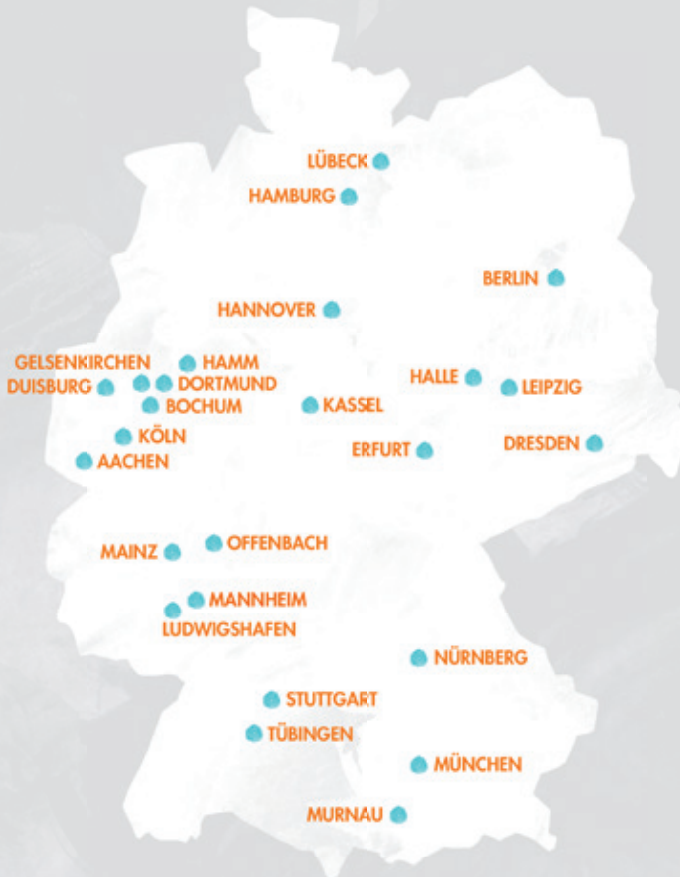 LÜBECK
HAMBURG
BERLIN
HANNOVER
GELSENKIRCHEN
HAMM
DUISBURG
DORTMUND
HALLE
LEIPZIG
BOCHUM
KASSEL
KÖLN
ERFURT
DRESDEN
AACHEN
MAINZ
OFFENBACH
MANNHEIM
LUDWIGSHAFEN
NÜRNBERG
STUTTGART
TÜBINGEN
MÜNCHEN
MURNAU